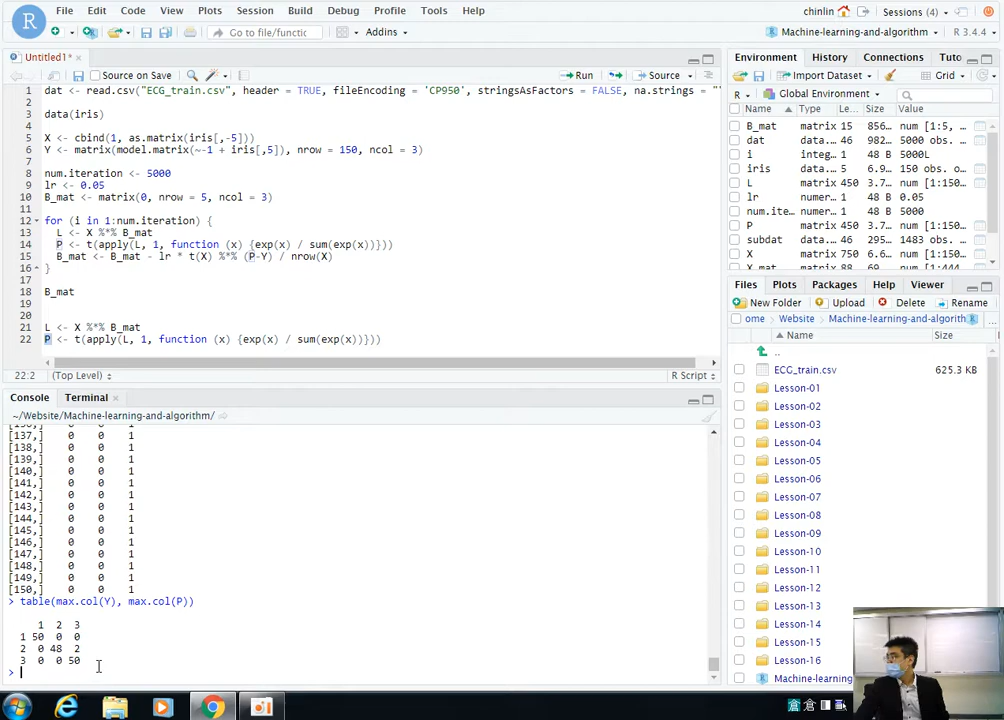 File Edit Code View Plots Session Build Debug Profile Tools Help
chinlin Sessions (4)
Go to file/functic Addins
Machine-learning-and-algorithm R 3.4.4
Untitled1*
Source on Save Run Source
1 dat <- read.csv("ECG_train.csv", header = TRUE, fileEncoding = 'CP950', stringsAsFactors = FALSE, na.strings = "'
2
3 data(iris)
4
5 X <- cbind(1, as.matrix(iris[,-5]))
6 Y <- matrix(model.matrix(~-1 + iris[,5]), nrow = 150, ncol = 3)
7
8 num.iteration <- 5000
9 lr <- 0.05
10 B_mat <- matrix(0, nrow = 5, ncol = 3)
11
12 for (i in 1:num.iteration) {
13 L <- X %*% B_mat
14 P <- t(apply(L, 1, function (x) {exp(x) / sum(exp(x))}))
15 B_mat <- B_mat - lr * t(X) %*% (P-Y) / nrow(X)
16 }
17
18 B_mat
19
20
21 L <- X %*% B_mat
22 P <- t(apply(L, 1, function (x) {exp(x) / sum(exp(x))}))
22:2 (Top Level) R Script
Console Terminal
~/Website/Machine-learning-and-algorithm/
[137,] 0 0 1
[138,] 0 0 1
[139,] 0 0 1
[140,] 0 0 1
[141,] 0 0 1
[142,] 0 0 1
[143,] 0 0 1
[144,] 0 0 1
[145,] 0 0 1
[146,] 0 0 1
[147,] 0 0 1
[148,] 0 0 1
[149,] 0 0 1
[150,] 0 0 1
> table(max.col(Y), max.col(P))
1 2 3
1 50 0 0
2 0 48 2
3 0 0 50
>
Environment History Connections Tuto
Import Dataset Grid
R Global Environment
Name Type Le... Size Value
B_mat matrix 15 856... num [1:5, ...
dat data.... 46 982... 5000 obs. ...
i integ... 1 48 B 5000L
iris data.... 5 6.9... 150 obs. o...
L matrix 450 3.7... num [1:150...
lr numer... 1 48 B 0.05
num.ite... numer... 1 48 B 5000
P matrix 450 3.7... num [1:150...
subdat data.... 46 295... 1483 obs. ...
X matrix 750 6.6... num [1:150...
Files Plots Packages Help Viewer
New Folder Upload Delete Rename
ome Website Machine-learning-and-algorith ...
Name Size
..
ECG_train.csv 625.3 KB
Lesson-01
Lesson-02
Lesson-03
Lesson-04
Lesson-05
Lesson-06
Lesson-07
Lesson-08
Lesson-09
Lesson-10
Lesson-11
Lesson-12
Lesson-13
Lesson-14
Lesson-15
Lesson-16
Machine-learning